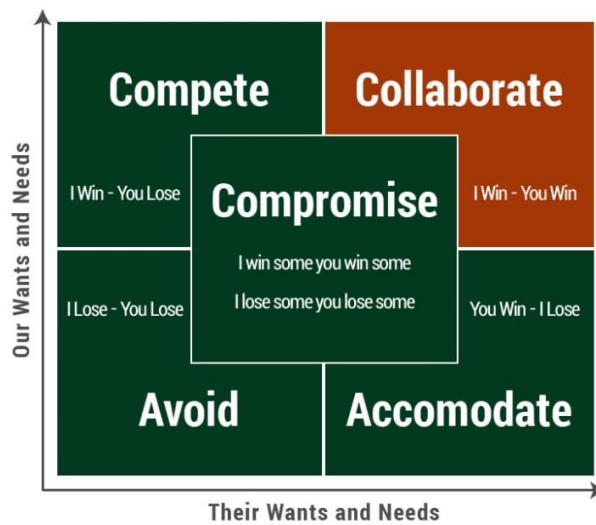 Our Wants and Needs
Compete
I Win - You Lose
Collaborate
I Win - You Win
Compromise
I win some you win some
I lose some you lose some
I Lose - You Lose
Avoid
You Win - I Lose
Accomodate
Their Wants and Needs